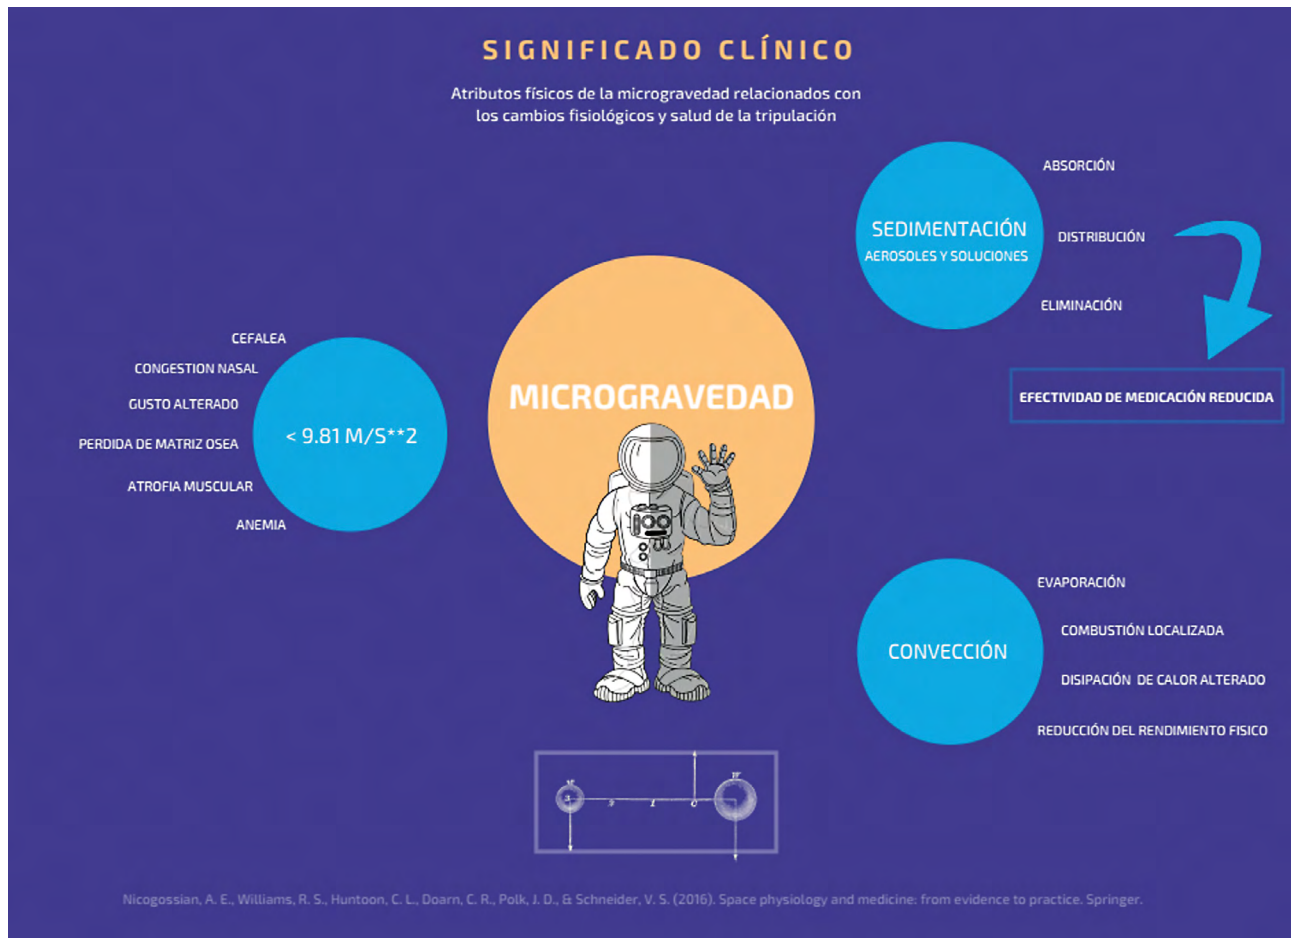 SIGNIFICADO CLÍNICO
Atributos físicos de la microgravedad relacionados con
los cambios fisiológicos y salud de la tripulación
MICROGRAVEDAD
< 9.81 M/S**2
CEFALEA
CONGESTION NASAL
GUSTO ALTERADO
PERDIDA DE MATRIZ OSEA
ATROFIA MUSCULAR
ANEMIA
SEDIMENTACIÓN
AEROSOLES Y SOLUCIONES
ABSORCIÓN
DISTRIBUCIÓN
ELIMINACIÓN
EFECTIVIDAD DE MEDICACIÓN REDUCIDA
CONVECCIÓN
EVAPORACIÓN
COMBUSTIÓN LOCALIZADA
DISIPACIÓN DE CALOR ALTERADO
REDUCCIÓN DEL RENDIMIENTO FISICO
Nicogossian, A. E., Williams, R. S., Huntoon, C. L., Doarn, C. R., Polk, J. D., & Schneider, V. S. (2016). Space physiology and medicine: from evidence to practice. Springer.